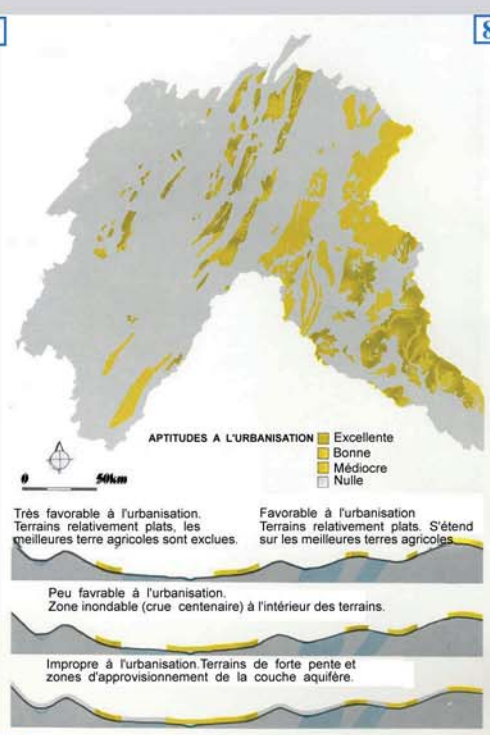 8
APTITUDES A L'URBANISATION
Excellente
Bonne
Médiocre
Nulle
0 50km
Très favorable à l'urbanisation.
Terrains relativement plats, les
meilleures terre agricoles sont exclues.
Favorable à l'urbanisation
Terrains relativement plats. S'étend
sur les meilleures terres agricoles
Peu favrable à l'urbanisation.
Zone inondable (crue centenaire) à l'intérieur des terrains.
Impropre à l'urbanisation.Terrains de forte pente et
zones d'approvisionnement de la couche aquifère.